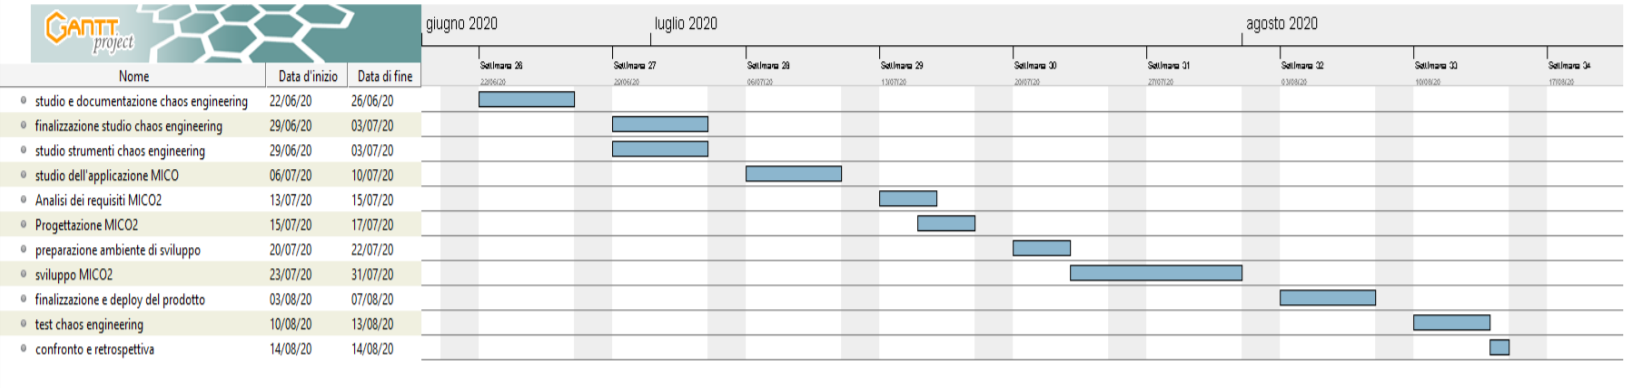 GANTT
project
giugno 2020
luglio 2020
agosto 2020
Settimana 26
Settimana 27
Settimana 28
Settimana 29
Settimana 30
Settimana 31
Settimana 32
Settimana 33
Settimana 34
22/06/20
29/06/20
06/07/20
13/07/20
20/07/20
27/07/20
03/08/20
10/08/20
17/08/20
Nome Data d'inizio Data di fine
studio e documentazione chaos engineering 22/06/20 26/06/20
finalizzazione studio chaos engineering 29/06/20 03/07/20
studio strumenti chaos engineering 29/06/20 03/07/20
studio dell'applicazione MICO 06/07/20 10/07/20
Analisi dei requisiti MICO2 13/07/20 15/07/20
Progettazione MICO2 15/07/20 17/07/20
preparazione ambiente di sviluppo 20/07/20 22/07/20
sviluppo MICO2 23/07/20 31/07/20
finalizzazione e deploy del prodotto 03/08/20 07/08/20
test chaos engineering 10/08/20 13/08/20
confronto e retrospettiva 14/08/20 14/08/20